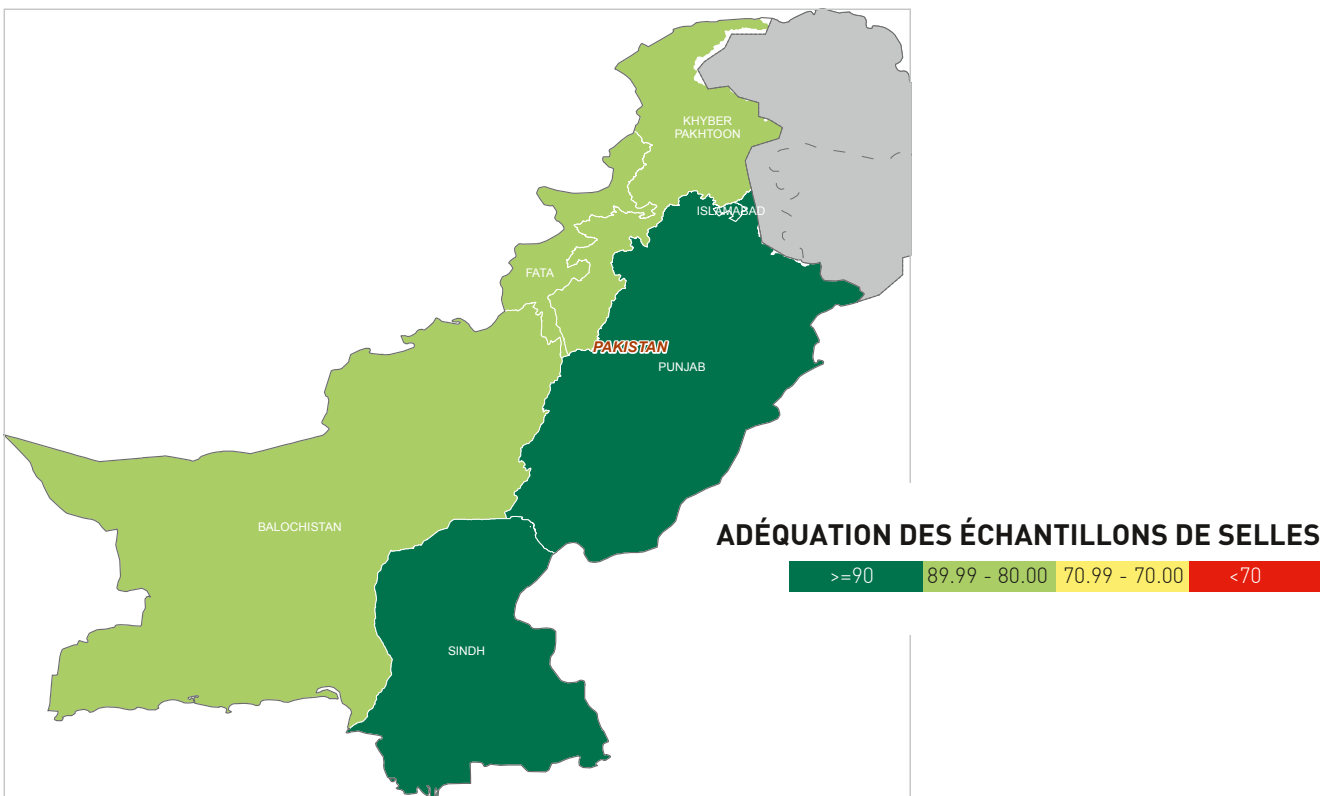 KHYBER
PAKHTOON
ISLAMABAD
FATA
PAKISTAN
PUNJAB
BALOCHISTAN
ADÉQUATION DES ÉCHANTILLONS DE SELLES
>=90 89.99 - 80.00 70.99 - 70.00 <70
SINDH